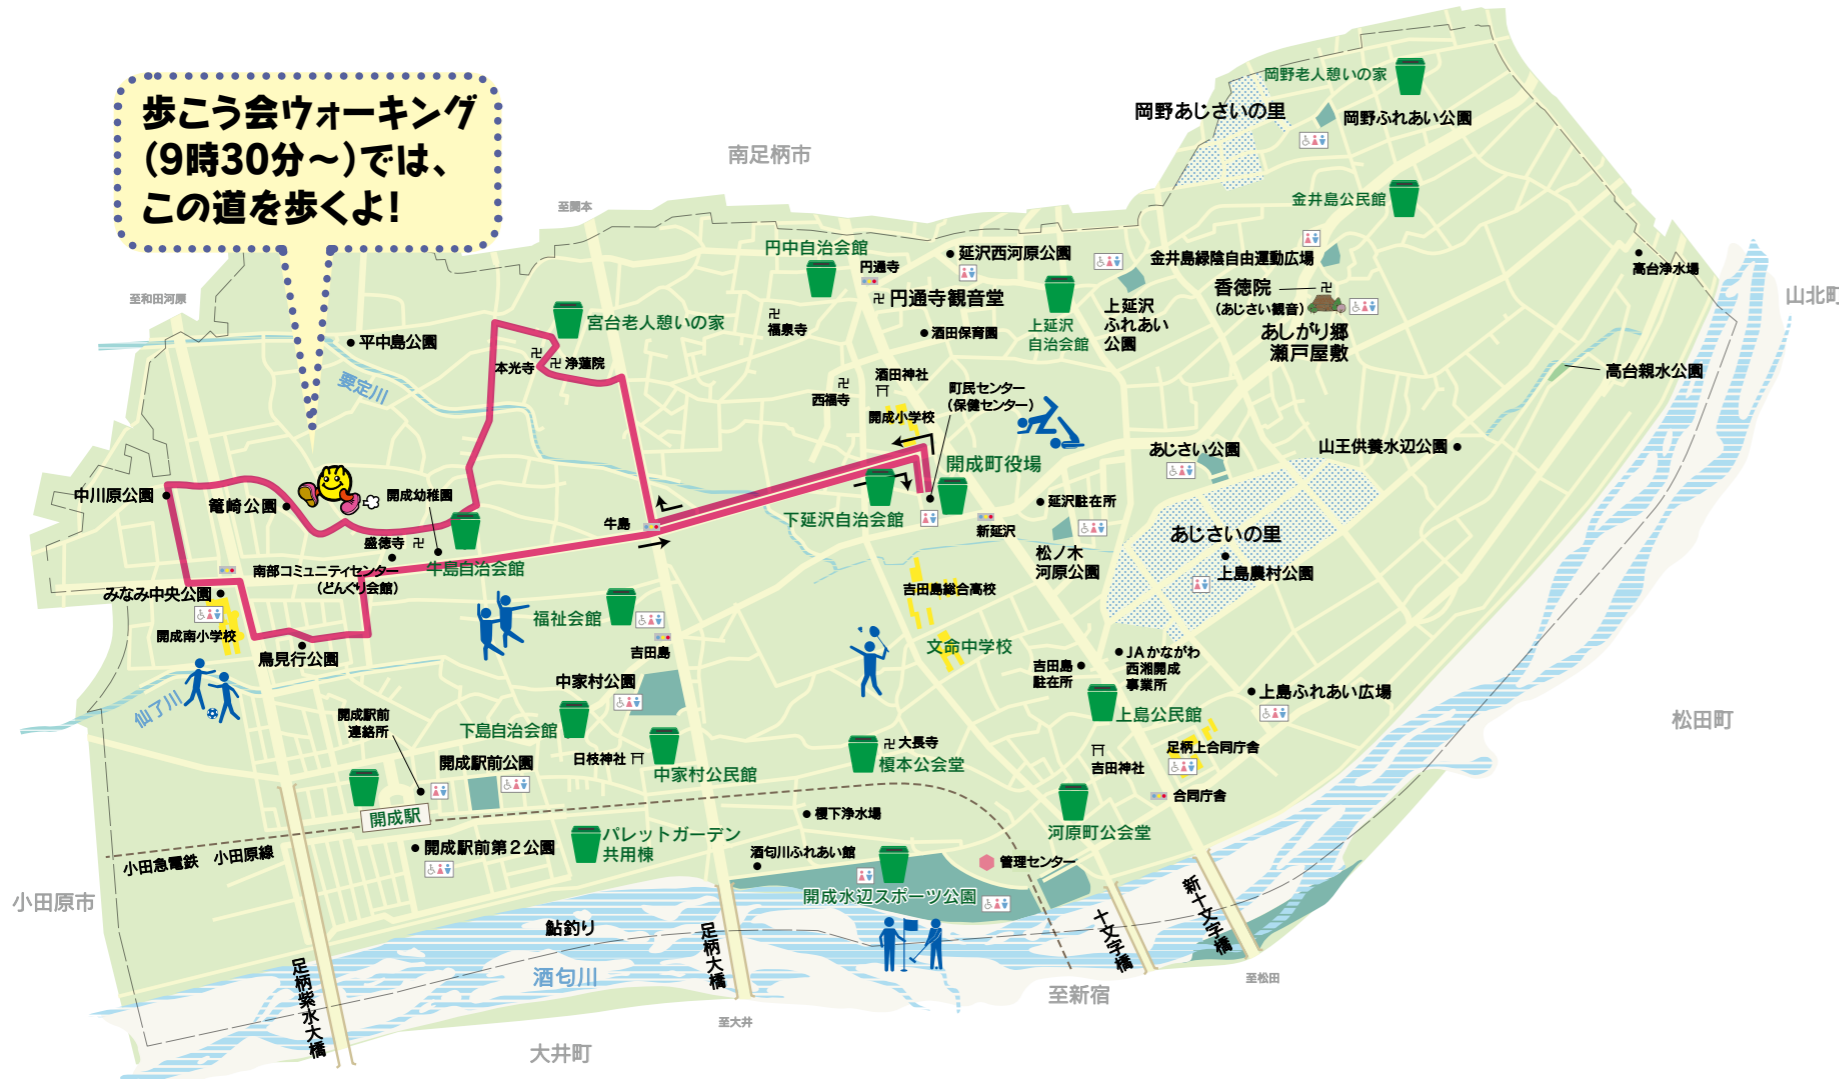 歩こう会ウォーキング
(9時30分～)では、
この道を歩くよ!
南足柄市
至関本
至和田河原
岡野老人憩いの家
岡野あじさいの里
岡野ふれあい公園
金井島公民館
円中自治会館
円通寺
延沢西河原公園
金井島緑陰自由運動広場
高台浄水場
山北町
香徳院
(あじさい観音)
円通寺観音堂
福泉寺
宮台老人憩いの家
酒田保育園
上延沢
自治会館
上延沢
ふれあい
公園
あしがり郷
瀬戸屋敷
平中島公園
本光寺
浄蓮院
要定川
高台親水公園
西福寺
酒田神社
町民センター
(保健センター)
開成小学校
あじさい公園
山王供養水辺公園
開成町役場
中川原公園
篭崎公園
開成幼稚園
牛島
下延沢自治会館
新延沢
延沢駐在所
あじさいの里
盛徳寺
南部コミュニティセンター
(どんぐり会館)
牛島自治会館
松ノ木
河原公園
上島農村公園
みなみ中央公園
吉田島総合高校
福祉会館
開成南小学校
文命中学校
鳥見行公園
吉田島
吉田島
駐在所
JAかながわ
西湘開成
事業所
中家村公園
上島ふれあい広場
仙了川
開成駅前
連絡所
下島自治会館
上島公民館
松田町
大長寺
足柄上合同庁舎
開成駅前公園
日枝神社
中家村公民館
榎本公会堂
吉田神社
合同庁舎
開成駅
榎下浄水場
パレットガーデン
共用棟
河原町公会堂
小田急電鉄 小田原線
開成駅前第2公園
酒匂川ふれあい館
管理センター
小田原市
開成水辺スポーツ公園
鮎釣り
足柄大橋
十文字橋
新十文字橋
酒匂川
足柄紫水大橋
至松田
至新宿
至大井
大井町